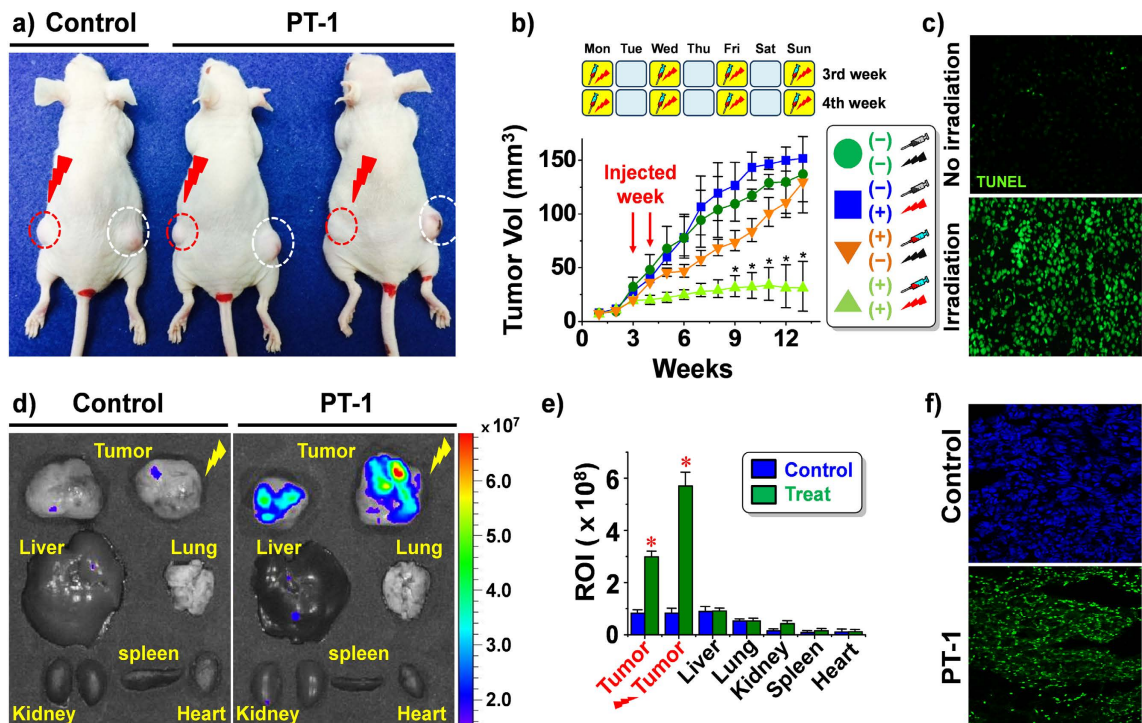 a) Control PT-1
b)
Mon Tue Wed Thu Fri Sat Sun
3rd week
4th week
Tumor Vol (mm³)
150
100
50
0
Injected
week
* * * * *
0 3 6 9 12
Weeks
(−)
(−)
(−)
(+)
(+)
(−)
(+)
(+)
c)
No irradiation
TUNEL
Irradiation
d) Control PT-1
Tumor
Liver
Lung
spleen
Kidney
Heart
Tumor
Liver
Lung
spleen
Kidney
Heart
x 10⁷
6.0
5.0
4.0
3.0
2.0
e)
ROI ( x 10⁸)
6
4
2
0
* *
Control
Treat
Tumor
Tumor
Liver
Lung
Kidney
Spleen
Heart
f)
Control
PT-1